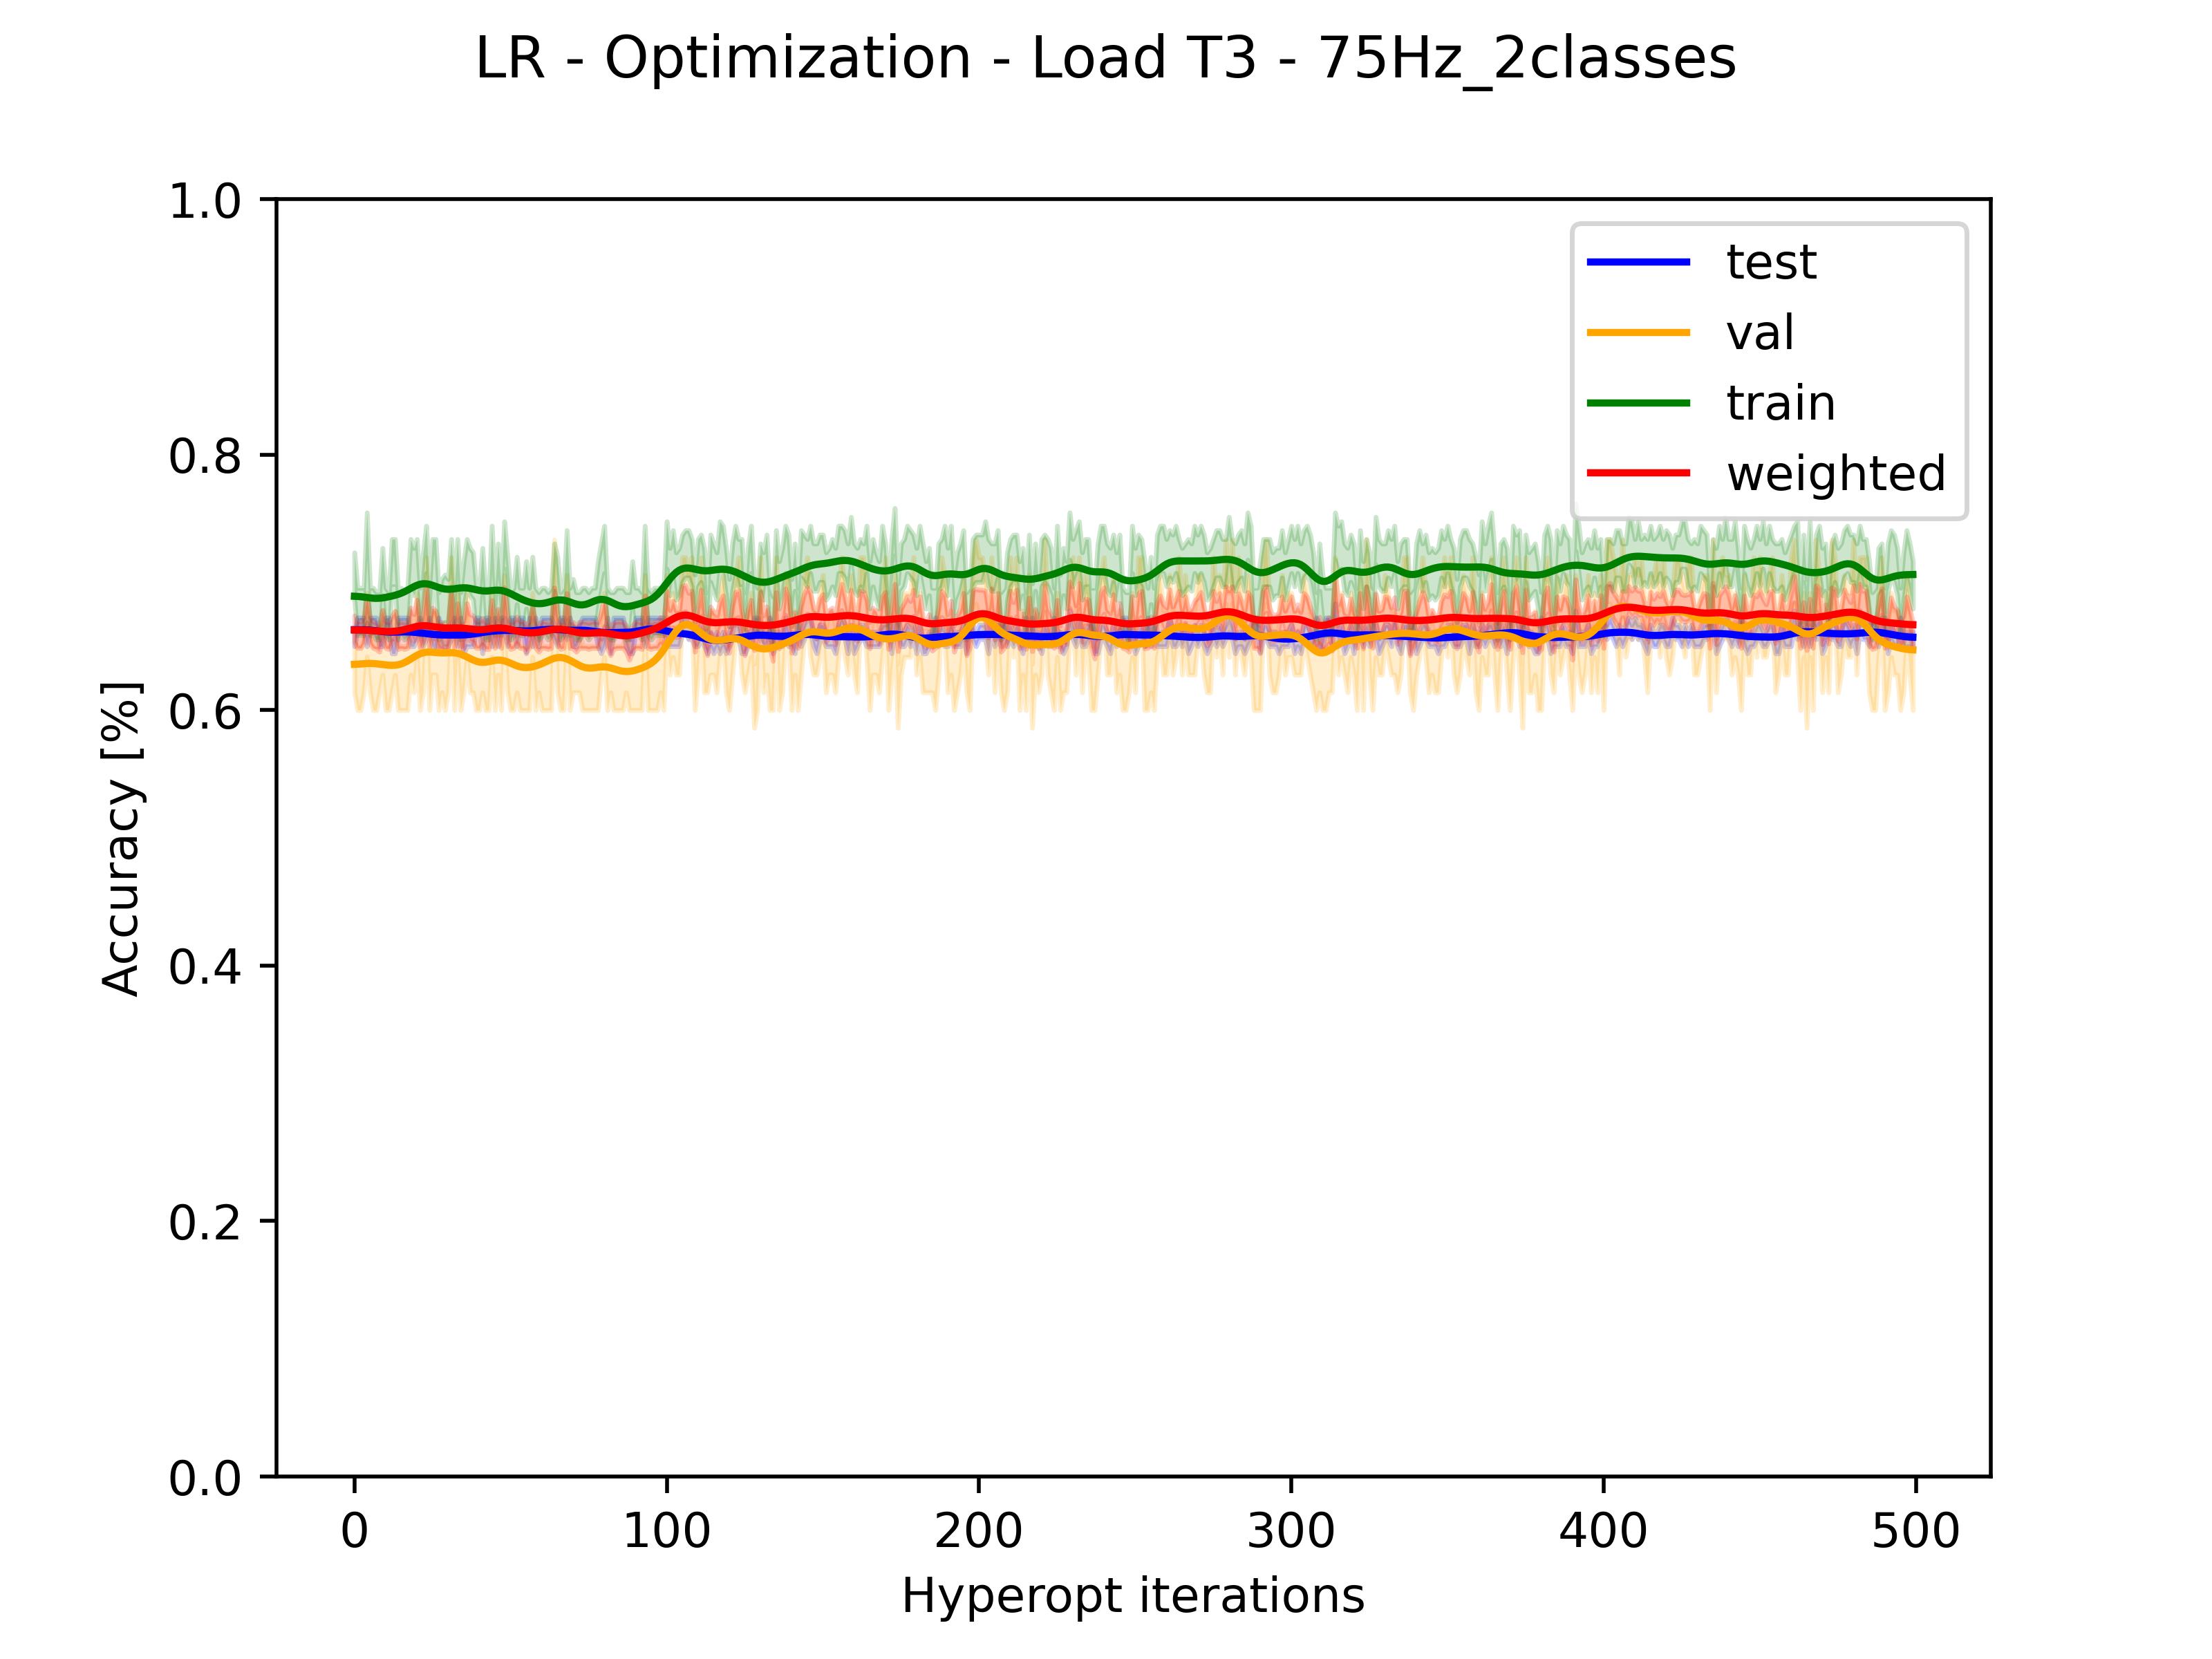 LR - Optimization - Load T3 - 75Hz_2classes
1.0
0.8
0.6
0.4
0.2
0.0
Accuracy [%]
test
val
train
weighted
0 100 200 300 400 500
Hyperopt iterations